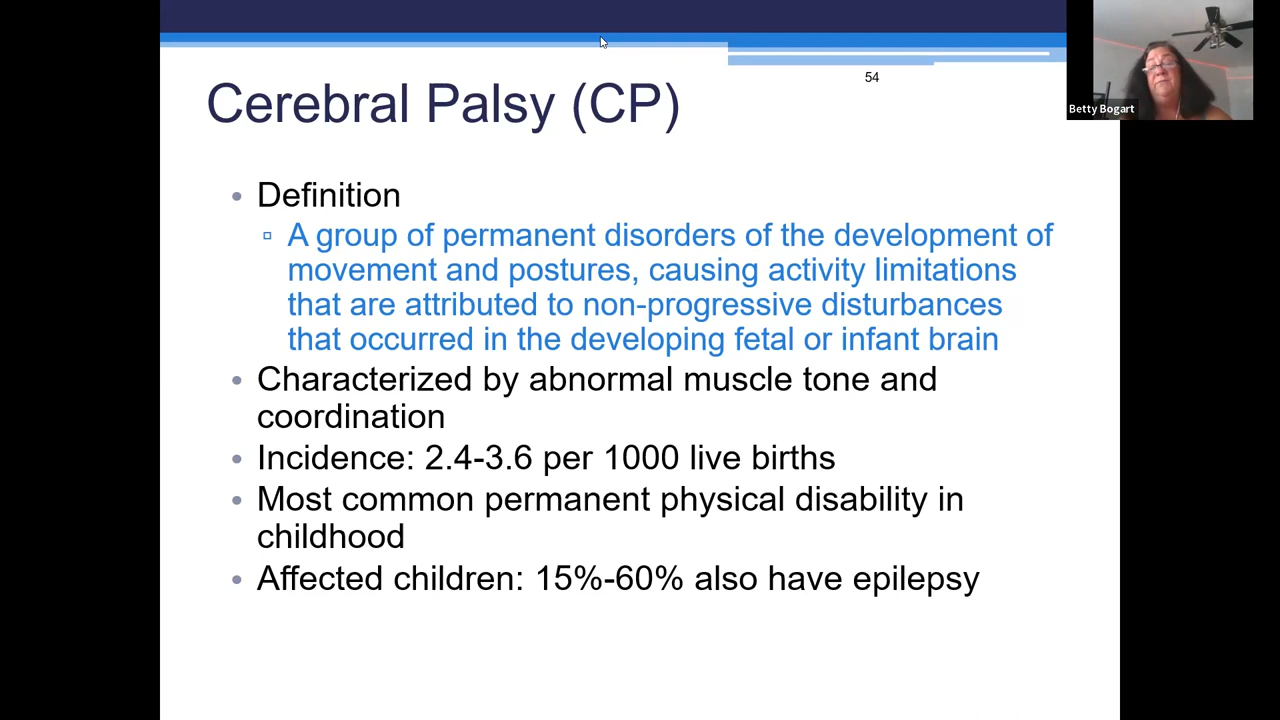 54
Cerebral Palsy (CP)
Betty Bogart
• Definition
▫ A group of permanent disorders of the development of
movement and postures, causing activity limitations
that are attributed to non-progressive disturbances
that occurred in the developing fetal or infant brain
• Characterized by abnormal muscle tone and
coordination
• Incidence: 2.4-3.6 per 1000 live births
• Most common permanent physical disability in
childhood
• Affected children: 15%-60% also have epilepsy